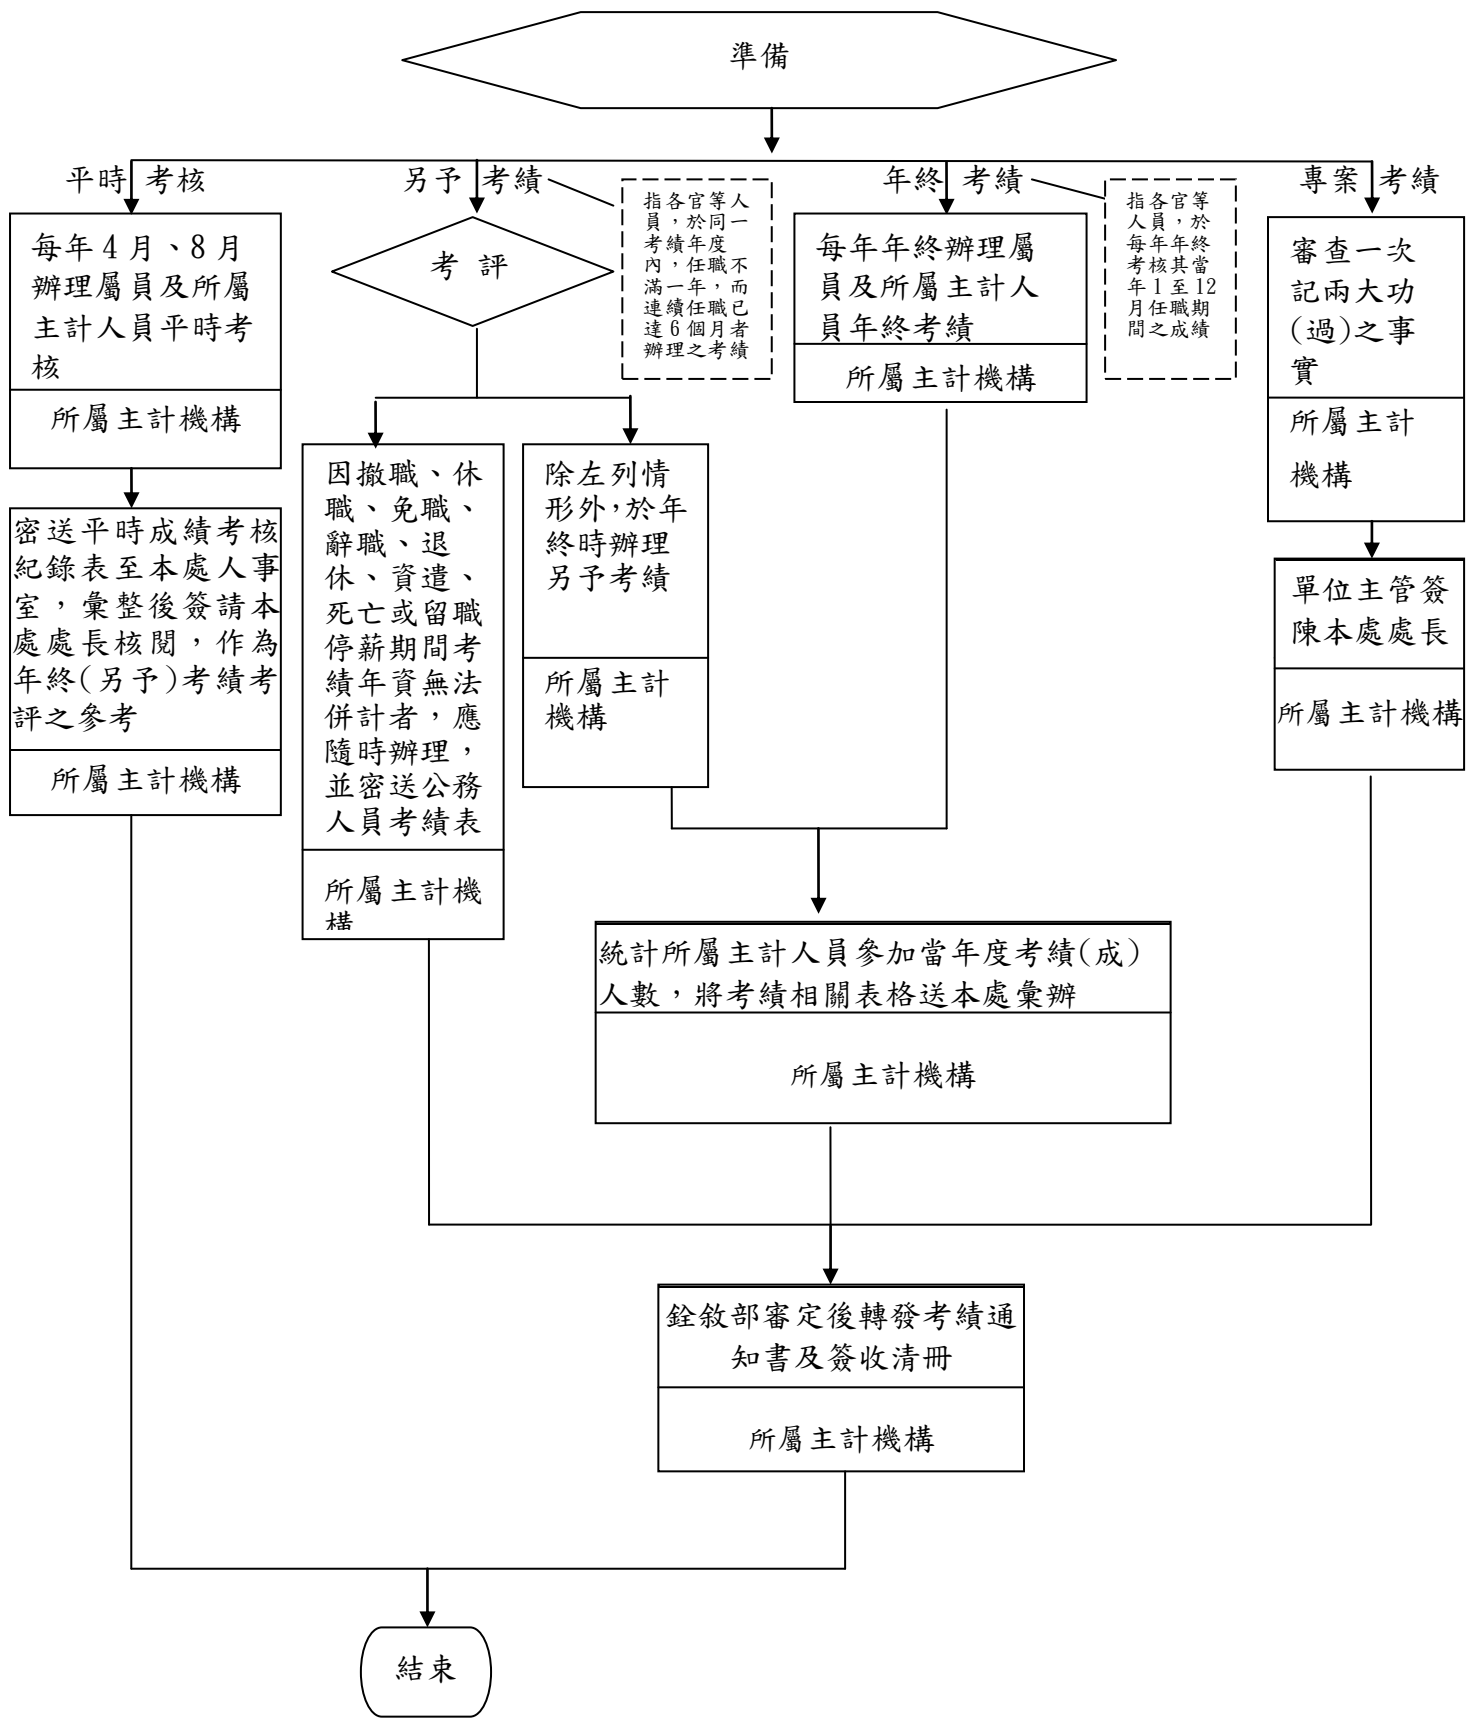 準備
平時 考核
每年 4 月、8 月
辦理屬員及所屬
主計人員平時考
核
所屬主計機構
密送平時成績考核
紀錄表至本處人事
室，彙整後簽請本
處處長核閱，作為
年終(另予)考績考
評之參考
所屬主計機構
另予 考績
指各官等人
員，於同一
考績年度
內，任職不
滿一年，而
連續任職已
達 6 個月者
辦理之考績
考 評
因撤職、休
職、免職、
辭職、退
休、資遣、
死亡或留職
停薪期間考
績年資無法
併計者，應
隨時辦理，
並密送公務
人員考績表
所屬主計機
構
除左列情
形外，於年
終時辦理
另予考績
所屬主計
機構
年終 考績
指各官等
人員，於
每年年終
考核其當
年 1 至 12
月任職期
間之成績
每年年終辦理屬
員及所屬主計人
員年終考績
所屬主計機構
專案 考績
審查一次
記兩大功
(過)之事
實
所屬主計
機構
單位主管簽
陳本處處長
所屬主計機構
統計所屬主計人員參加當年度考績(成)
人數，將考績相關表格送本處彙辦
所屬主計機構
銓敘部審定後轉發考績通
知書及簽收清冊
所屬主計機構
結束